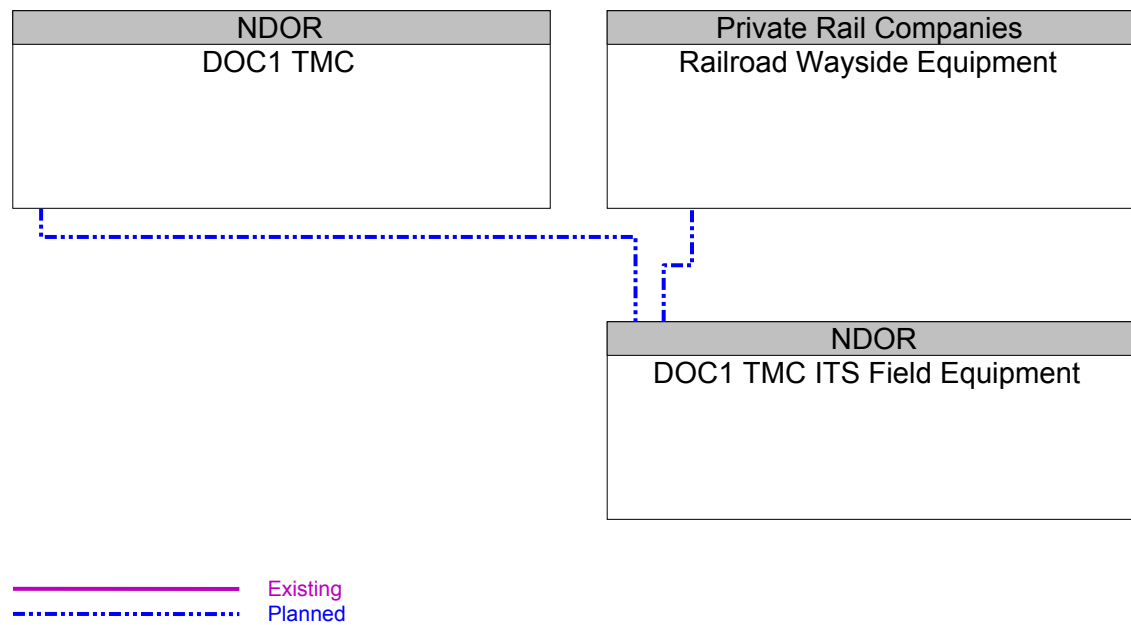 NDOR
DOC1 TMC
Private Rail Companies
Railroad Wayside Equipment
NDOR
DOC1 TMC ITS Field Equipment
Existing
Planned